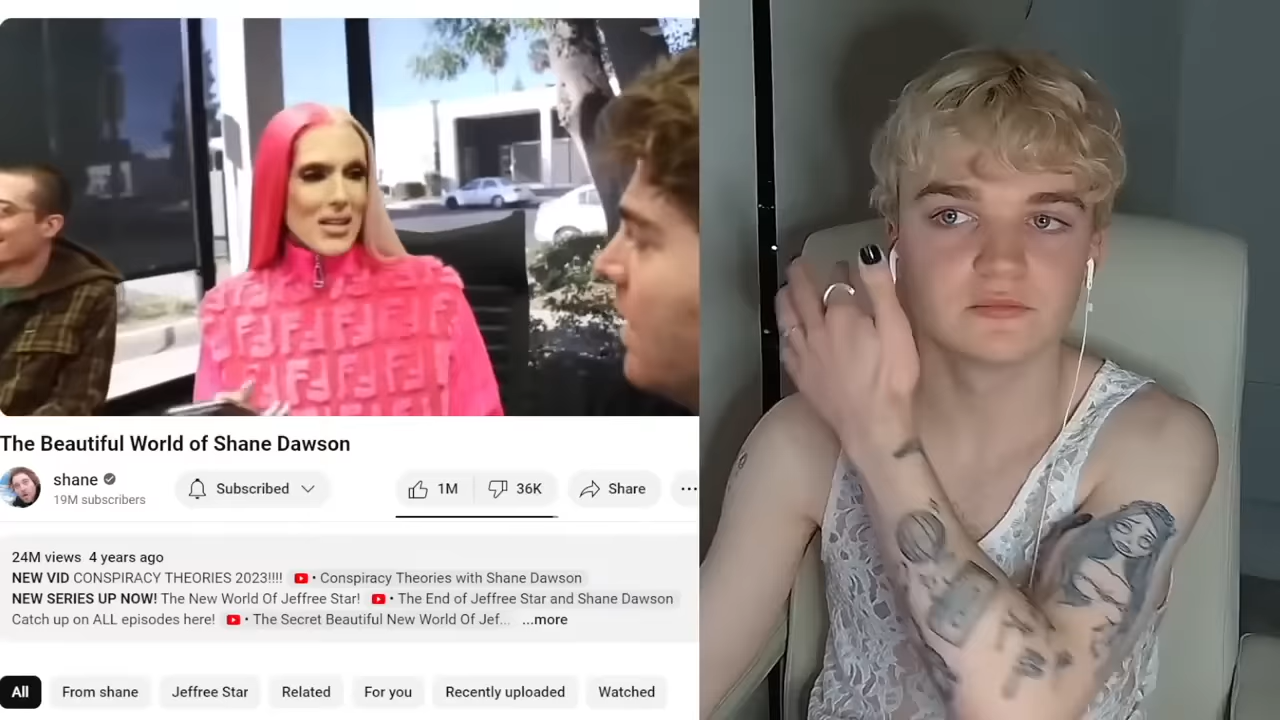 The Beautiful World of Shane Dawson
shane
19M subscribers
Subscribed
1M
36K
Share
24M views 4 years ago
NEW VID CONSPIRACY THEORIES 2023!!!! • Conspiracy Theories with Shane Dawson
NEW SERIES UP NOW! The New World Of Jeffree Star! • The End of Jeffree Star and Shane Dawson
Catch up on ALL episodes here! • The Secret Beautiful New World Of Jef... ...more
All From shane Jeffree Star Related For you Recently uploaded Watched